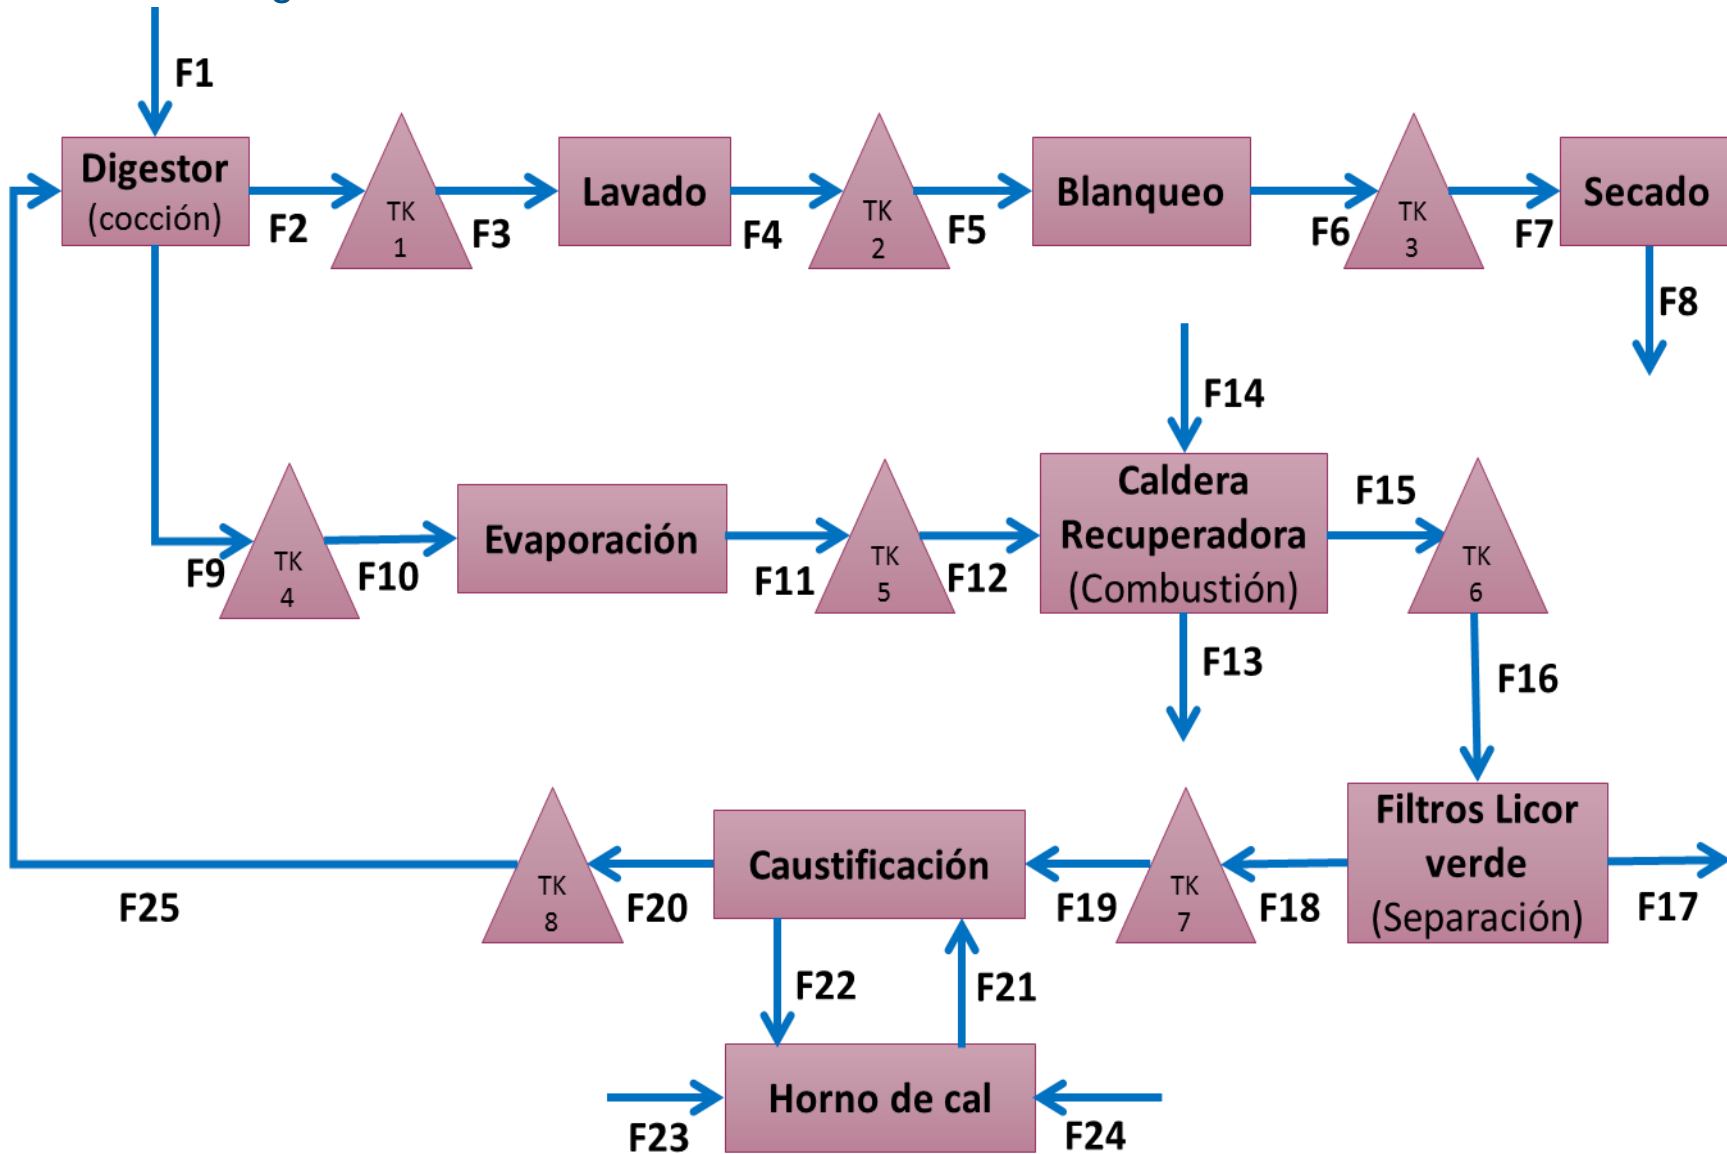 F1
Digestor
(cocción)
F2
TK
1
F3
Lavado
F4
TK
2
F5
Blanqueo
F6
TK
3
F7
Secado
F8
F14
F9
TK
4
F10
Evaporación
F11
TK
5
F12
Caldera
Recuperadora
(Combustión)
F15
TK
6
F13
F16
F25
TK
8
F20
Caustificación
F19
TK
7
F18
Filtros Licor
verde
(Separación)
F17
F22
F21
F23
Horno de cal
F24